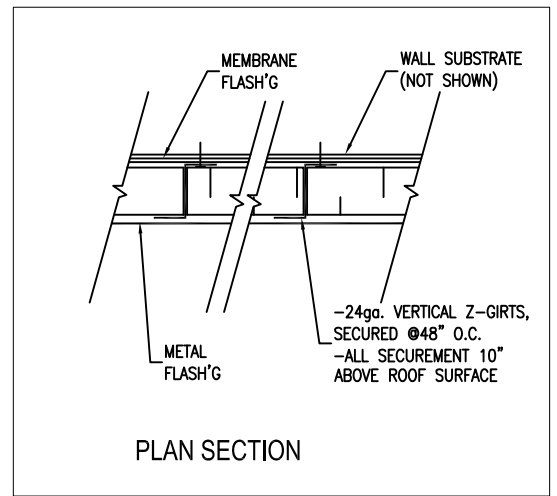 MEMBRANE
FLASH'G
WALL SUBSTRATE
(NOT SHOWN)
-24ga. VERTICAL Z-GIRTS,
SECURED @48" O.C.
-ALL SECUREMENT 10"
ABOVE ROOF SURFACE
METAL
FLASH'G
PLAN SECTION